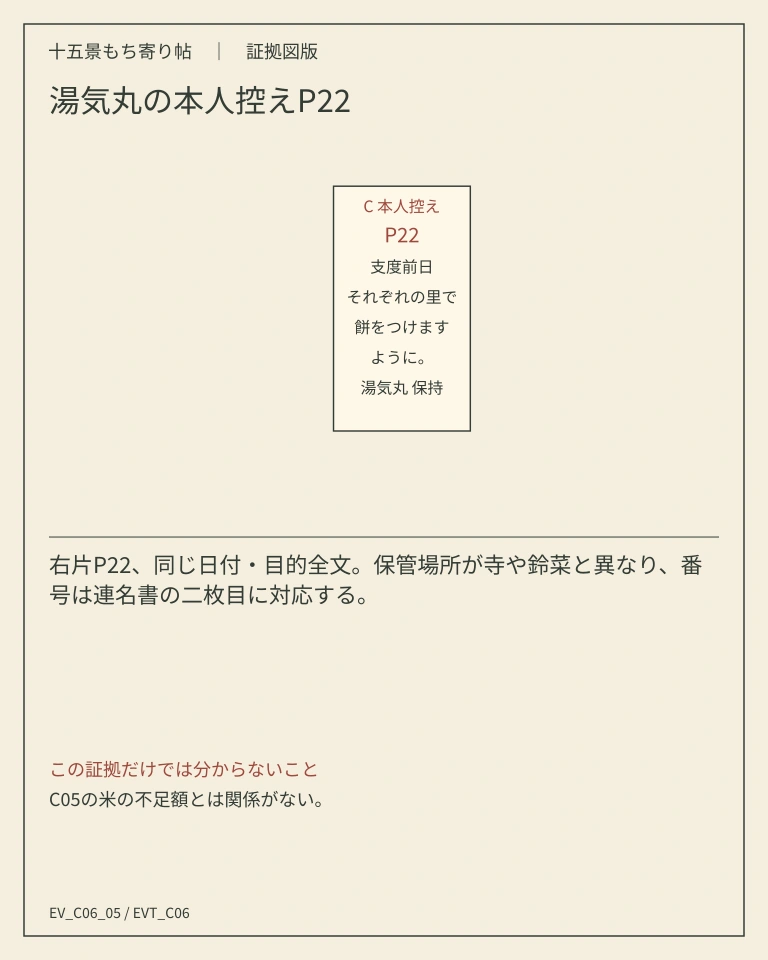 十五景もち寄り帖 ｜ 証拠図版
湯気丸の本人控えP22
C 本人控え
P22
支度前日
それぞれの里で
餅をつけます
ように。
湯気丸 保持
右片P22、同じ日付・目的全文。保管場所が寺や鈴菜と異なり、番
号は連名書の二枚目に対応する。
この証拠だけでは分からないこと
C05の米の不足額とは関係がない。
EV_C06_05 / EVT_C06